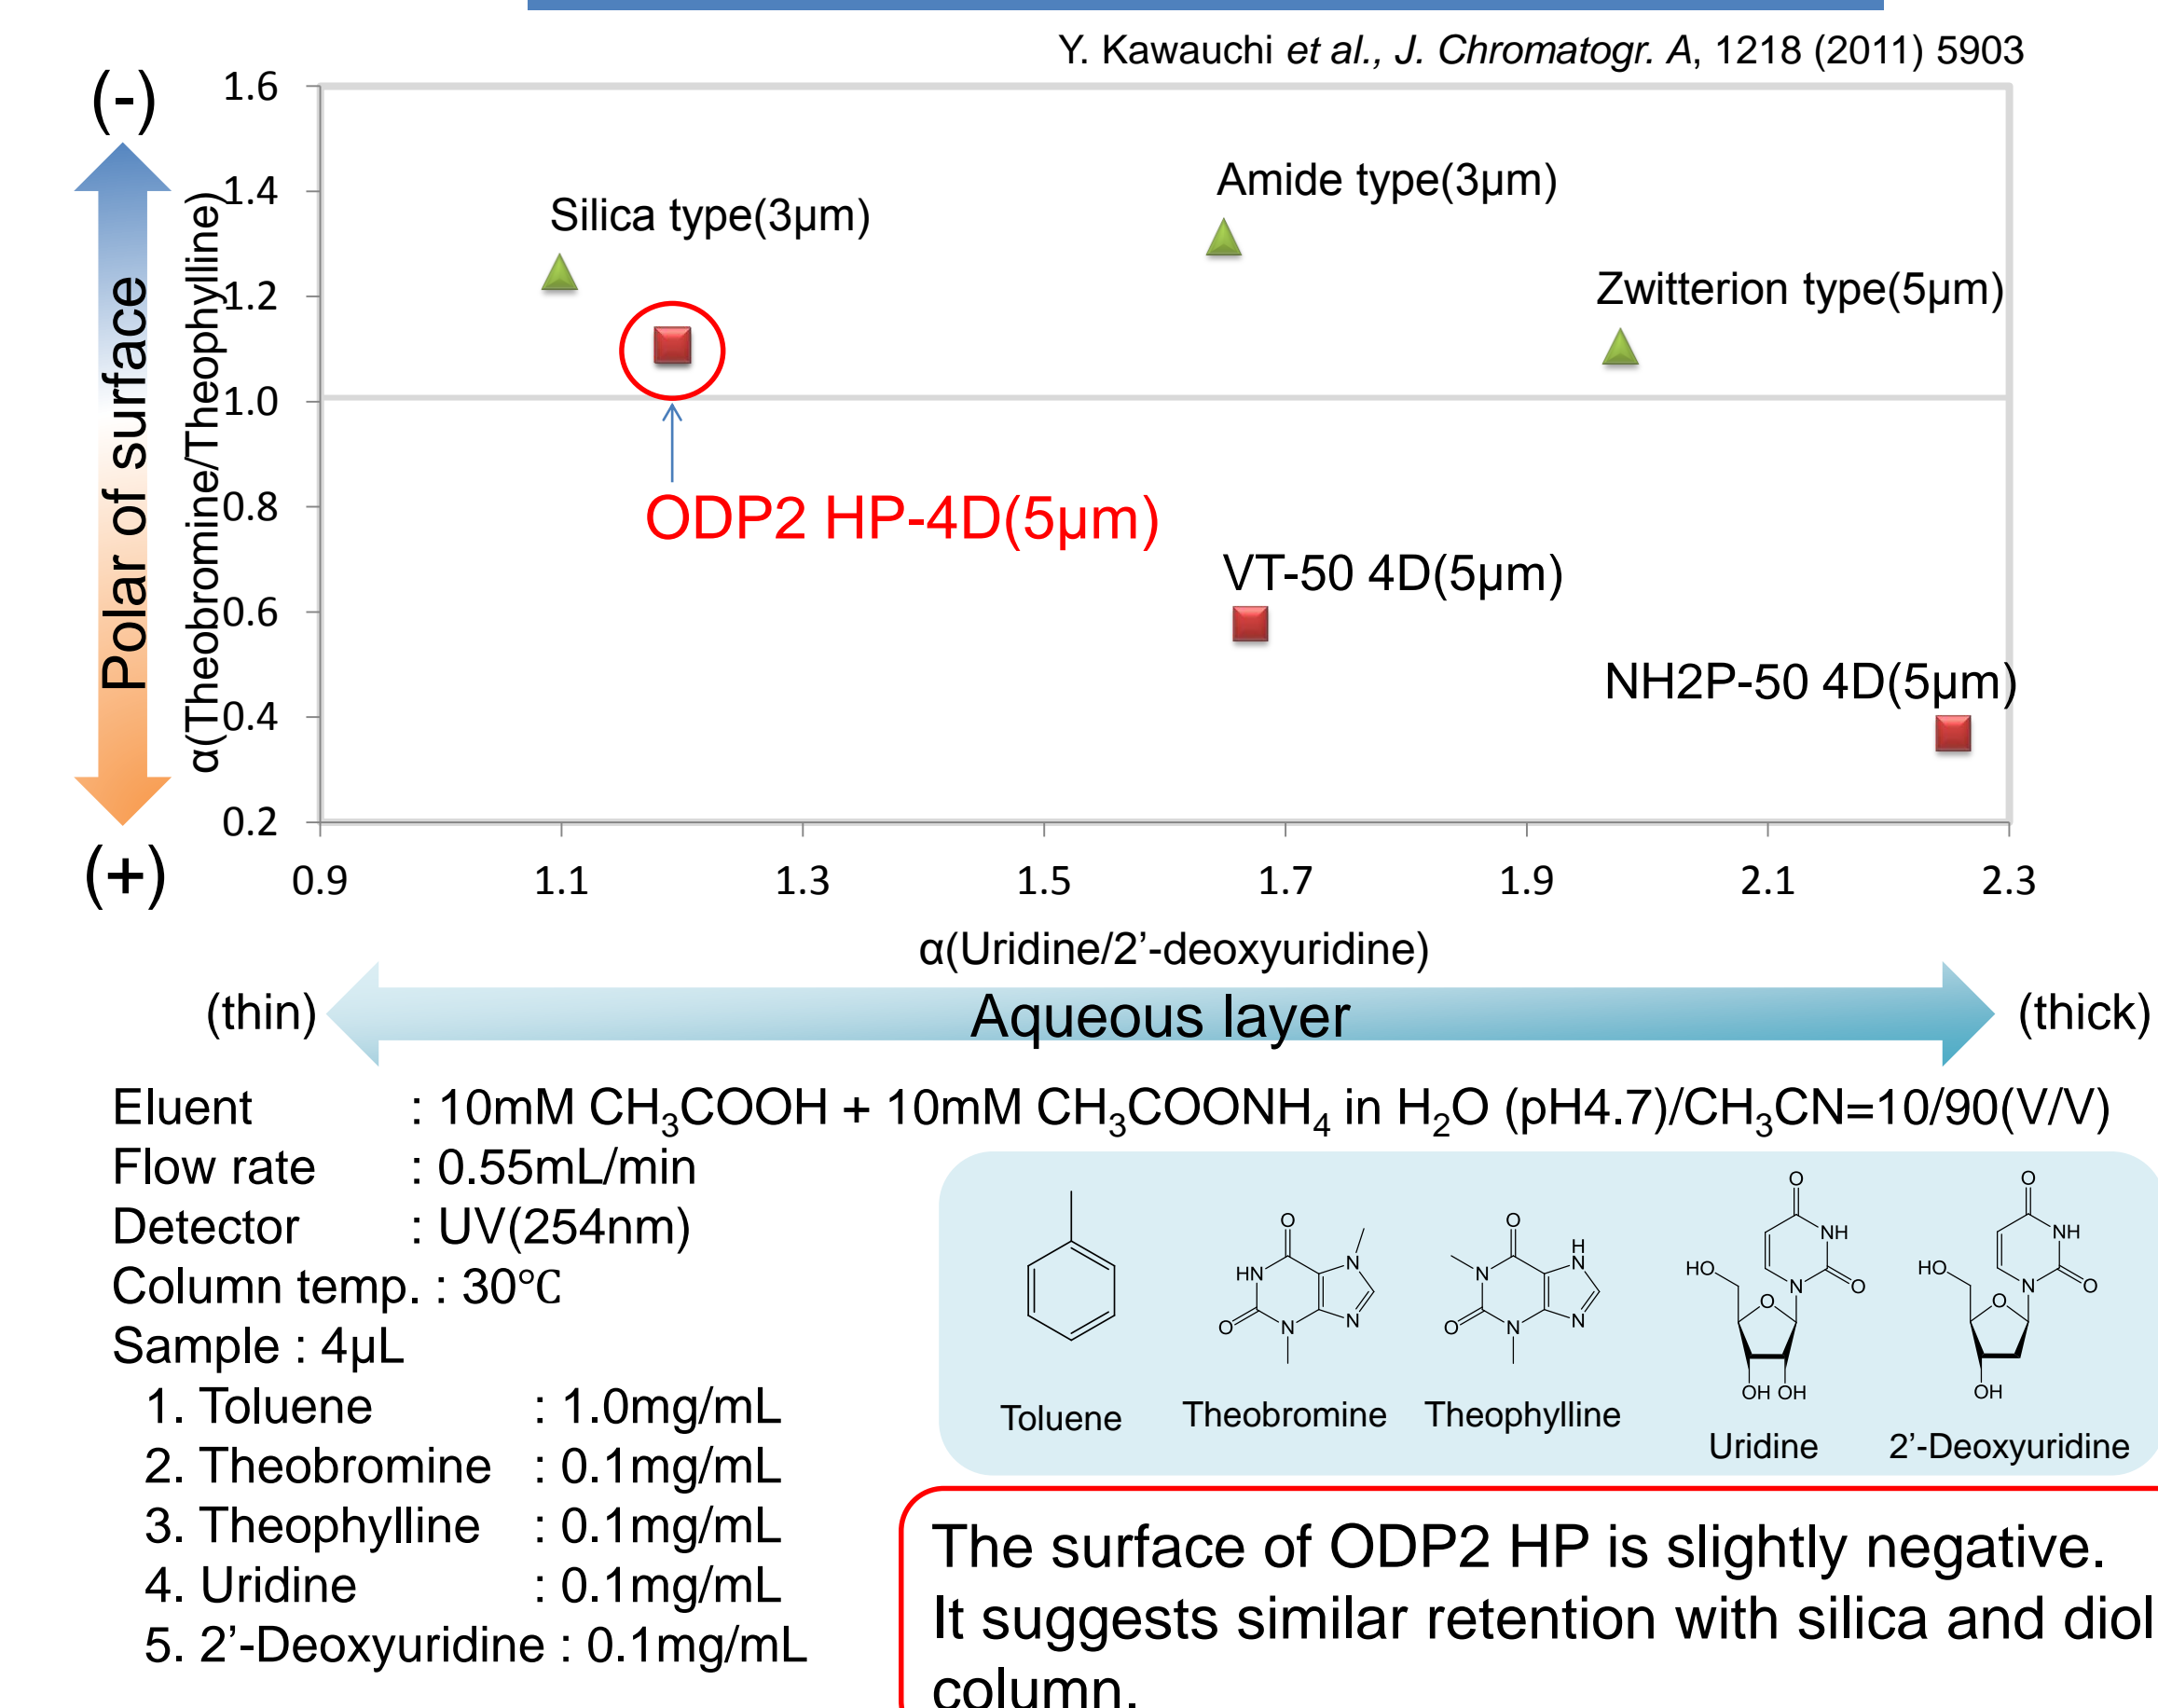 Y. Kawauchi et al., J. Chromatogr. A, 1218 (2011) 5903
(-)
Polar of surface
(+)
α(Theobromine/Theophylline)
1.6
1.4
1.2
1.0
0.8
0.6
0.4
0.2
Silica type(3µm)
Amide type(3µm)
Zwitterion type(5µm)
ODP2 HP-4D(5µm)
VT-50 4D(5µm)
NH2P-50 4D(5µm)
0.9 1.1 1.3 1.5 1.7 1.9 2.1 2.3
α(Uridine/2’-deoxyuridine)
(thin) Aqueous layer (thick)
Eluent : 10mM CH₃COOH + 10mM CH₃COONH₄ in H₂O (pH4.7)/CH₃CN=10/90(V/V)
Flow rate : 0.55mL/min
Detector : UV(254nm)
Column temp. : 30℃
Sample : 4µL
1. Toluene : 1.0mg/mL
2. Theobromine : 0.1mg/mL
3. Theophylline : 0.1mg/mL
4. Uridine : 0.1mg/mL
5. 2’-Deoxyuridine : 0.1mg/mL
O
HN
N
O
N
N
O
N
H
N
O
N
N
O
NH
HO
N
O
O
OH OH
O
NH
HO
N
O
O
OH
Toluene
Theobromine
Theophylline
Uridine
2’-Deoxyuridine
The surface of ODP2 HP is slightly negative.
It suggests similar retention with silica and diol
column.